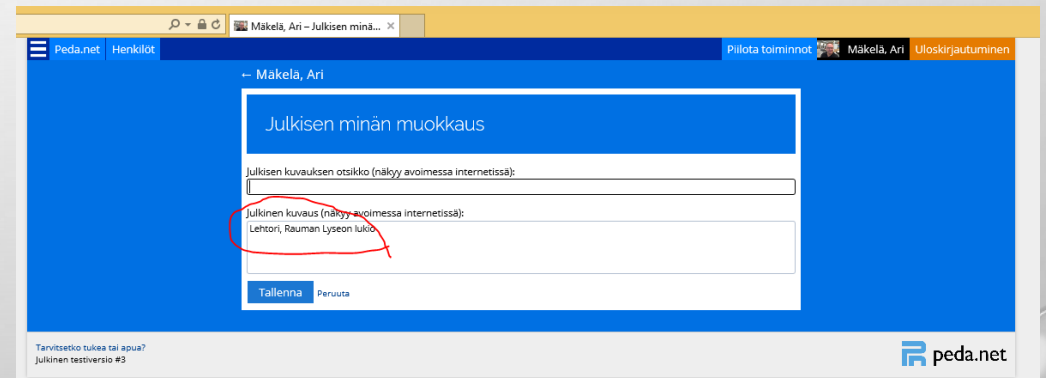 Mäkelä, Ari – Julkisen minä...
Peda.net Henkilöt Piilota toiminnot Mäkelä, Ari Uloskirjautuminen
← Mäkelä, Ari
Julkisen minän muokkaus
Julkisen kuvauksen otsikko (näkyy avoimessa internetissä):
Julkinen kuvaus (näkyy avoimessa internetissä):
Lehtori, Rauman Lyseon lukio
Tallenna Peruuta
Tarvitsetko tukea tai apua?
Julkinen testiversio #3
peda.net